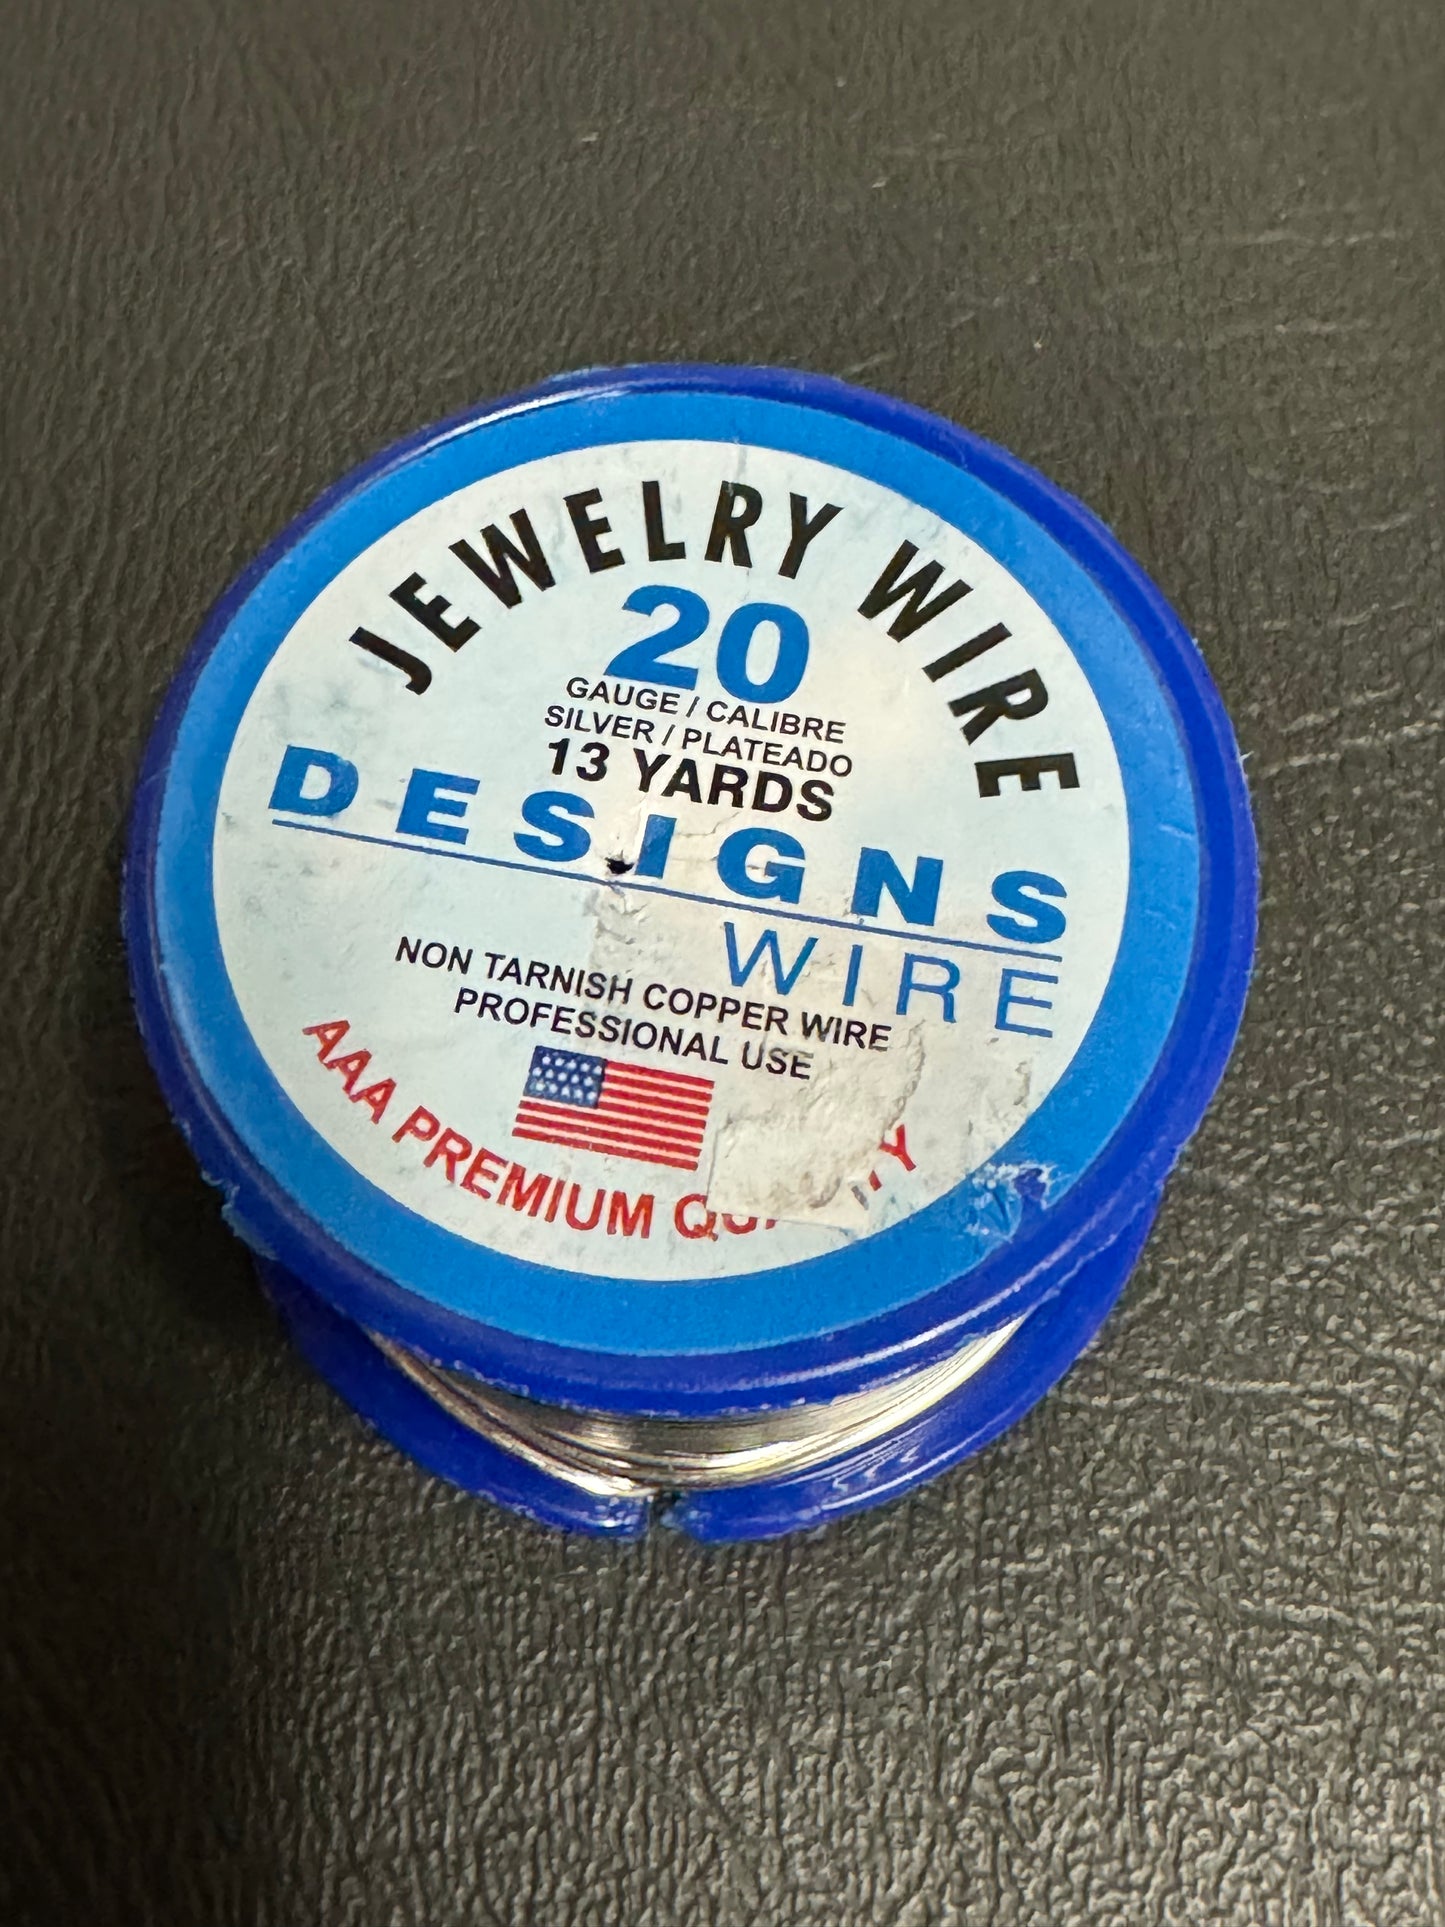 JEWELRY WIRE
20
GAUGE / CALIBRE
SILVER / PLATEADO
13 YARDS
DESIGNS
WIRE
NON TARNISH COPPER WIRE
PROFESSIONAL USE
AAA PREMIUM